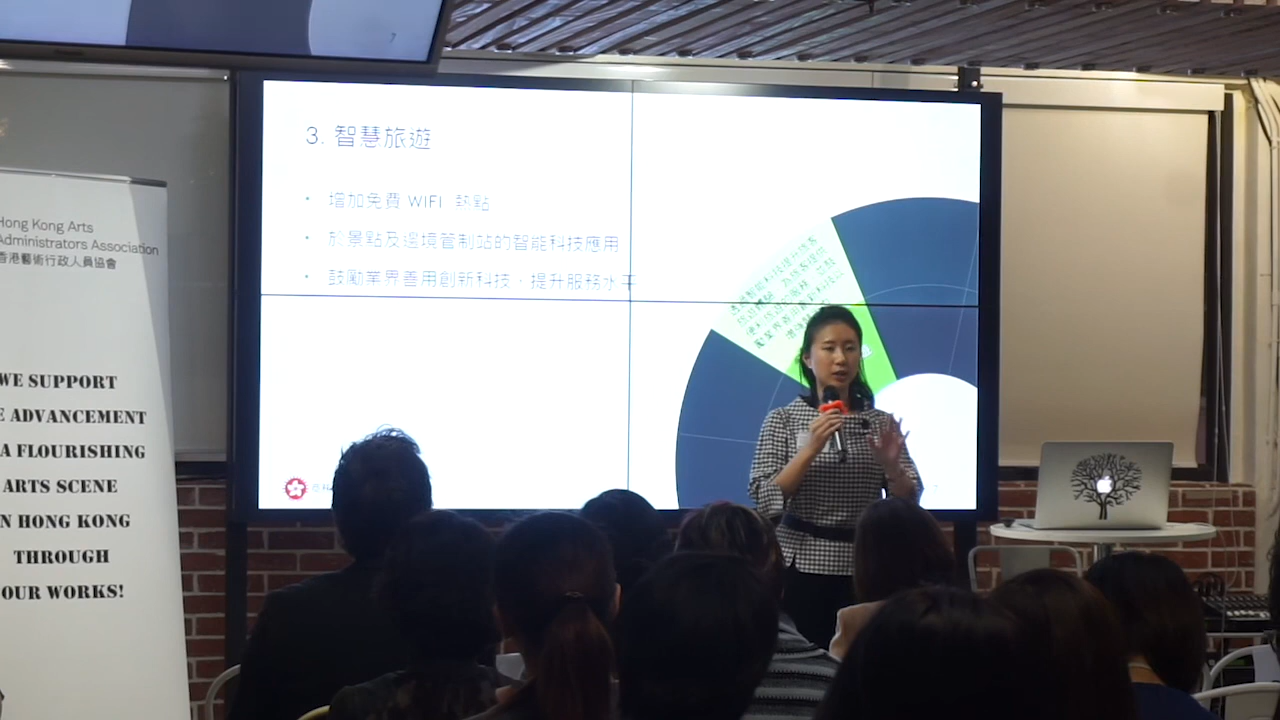 Hong Kong Arts
Administrators Association
香港藝術行政人員協會
WE SUPPORT
ADVANCEMENT
A FLOURISHING
ARTS SCENE
IN HONG KONG
THROUGH
OUR WORKS!
3. 智慧旅遊
• 增加免費 WIFI 熱點
• 於景點及邊境管制站的智能科技應用
• 鼓勵業界善用創新科技，提升服務水平